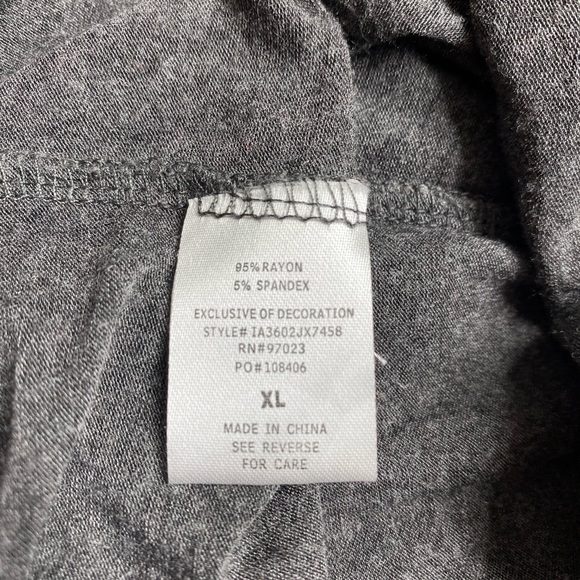 95% RAYON
5% SPANDEX
EXCLUSIVE OF DECORATION
STYLE# IA3602JX745B
RN#97023
PO#108406
XL
MADE IN CHINA
SEE REVERSE
FOR CARE